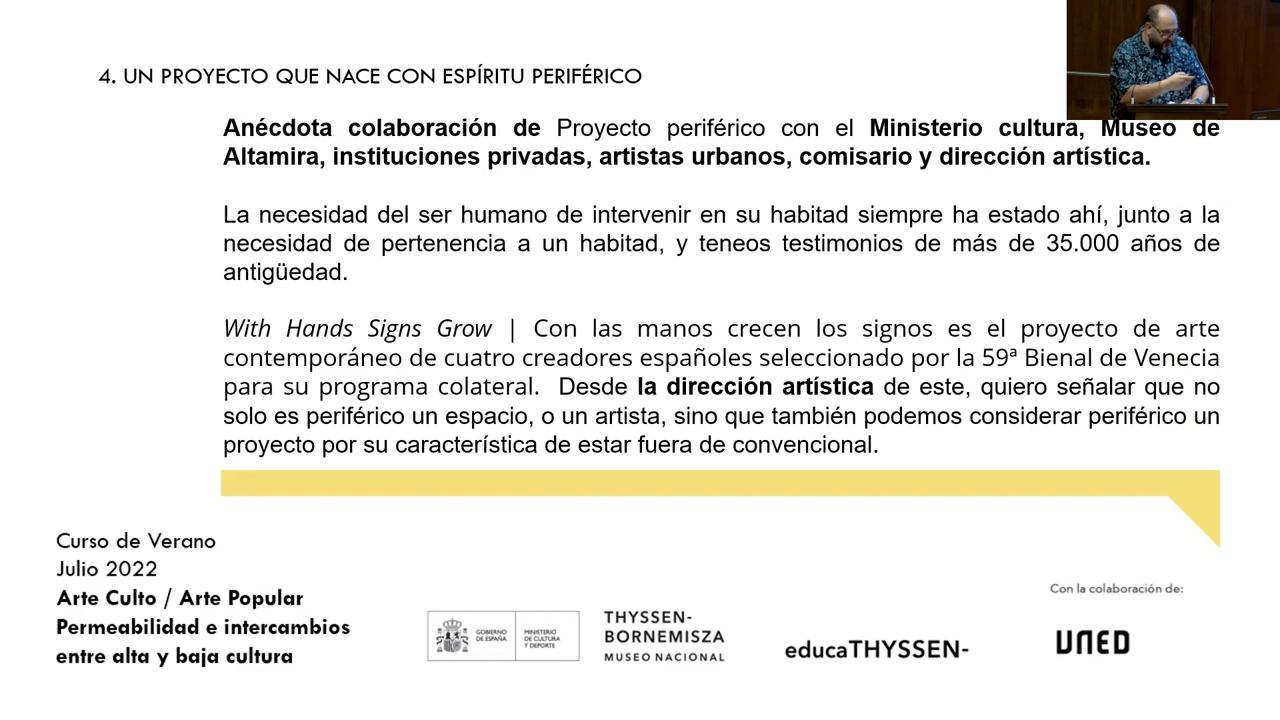 4. UN PROYECTO QUE NACE CON ESPÍRITU PERIFÉRICO
Anécdota colaboración de Proyecto periférico con el Ministerio cultura, Museo de
Altamira, instituciones privadas, artistas urbanos, comisario y dirección artística.
La necesidad del ser humano de intervenir en su habitad siempre ha estado ahí, junto a la
necesidad de pertenencia a un habitad, y teneos testimonios de más de 35.000 años de
antigüedad.
With Hands Signs Grow | Con las manos crecen los signos es el proyecto de arte
contemporáneo de cuatro creadores españoles seleccionado por la 59ª Bienal de Venecia
para su programa colateral. Desde la dirección artística de este, quiero señalar que no
solo es periférico un espacio, o un artista, sino que también podemos considerar periférico un
proyecto por su característica de estar fuera de convencional.
Curso de Verano
Julio 2022
Arte Culto / Arte Popular
Permeabilidad e intercambios
entre alta y baja cultura
GOBIERNO
DE ESPAÑA
MINISTERIO
DE CULTURA
Y DEPORTE
THYSSEN-
BORNEMISZA
MUSEO NACIONAL
educaTHYSSEN-
Con la colaboración de:
UNED